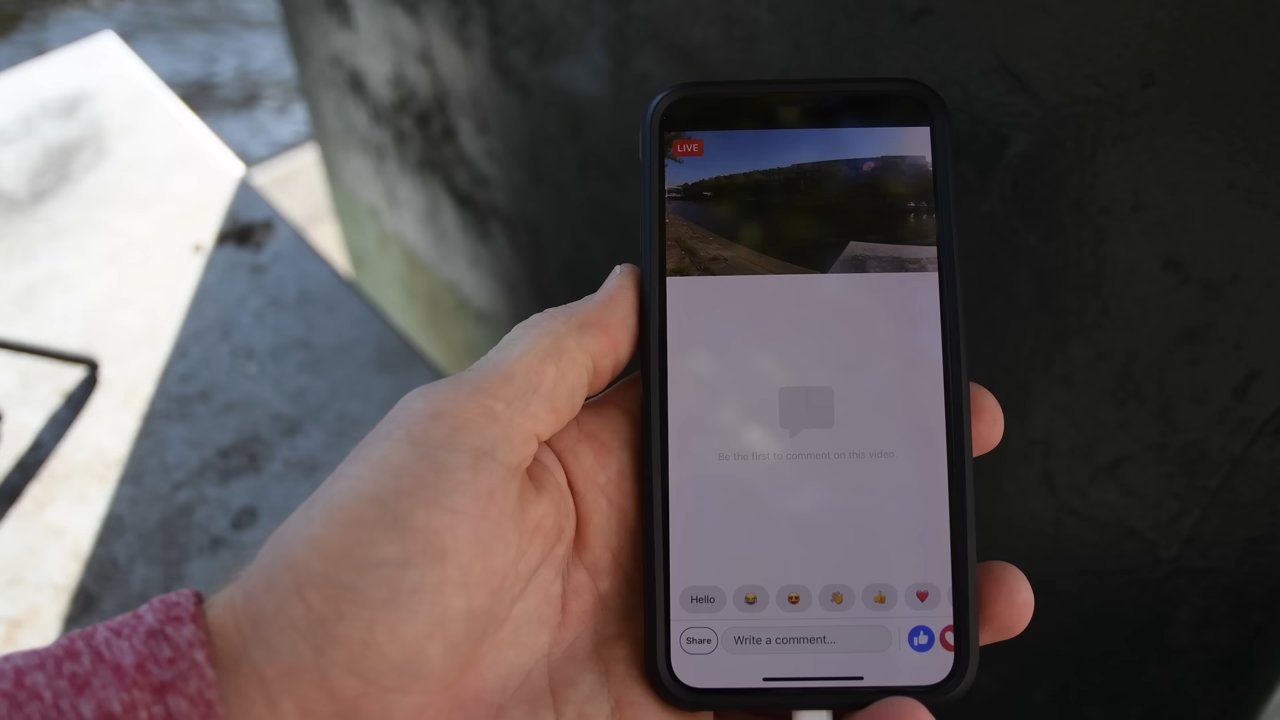 LIVE
Be the first to comment on this video.
Hello
Share
Write a comment...